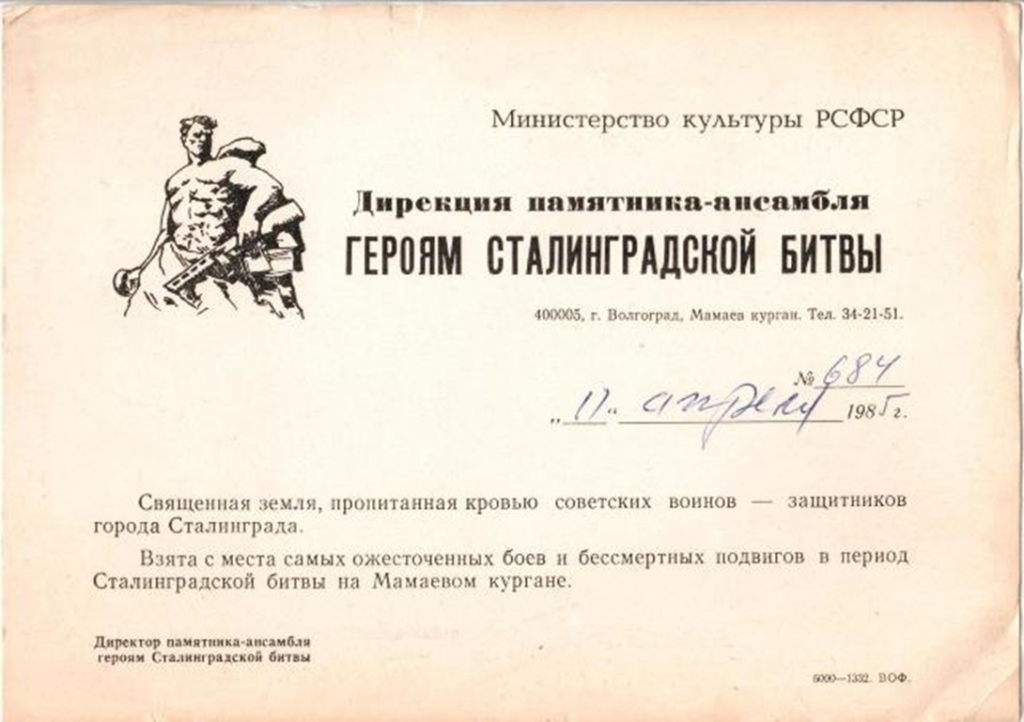 Министерство культуры РСФСР
Дирекция памятника-ансамбля
ГЕРОЯМ СТАЛИНГРАДСКОЙ БИТВЫ
400005, г. Волгоград, Мамаев курган. Тел. 34-21-51.
№ 684
„ 11 “ апреля 1985 г.
Священная земля, пропитанная кровью советских воинов — защитников
города Сталинграда.
Взята с места самых ожесточенных боев и бессмертных подвигов в период
Сталинградской битвы на Мамаевом кургане.
Директор памятника-ансамбля
героям Сталинградской битвы
6000—1332. ВОФ.